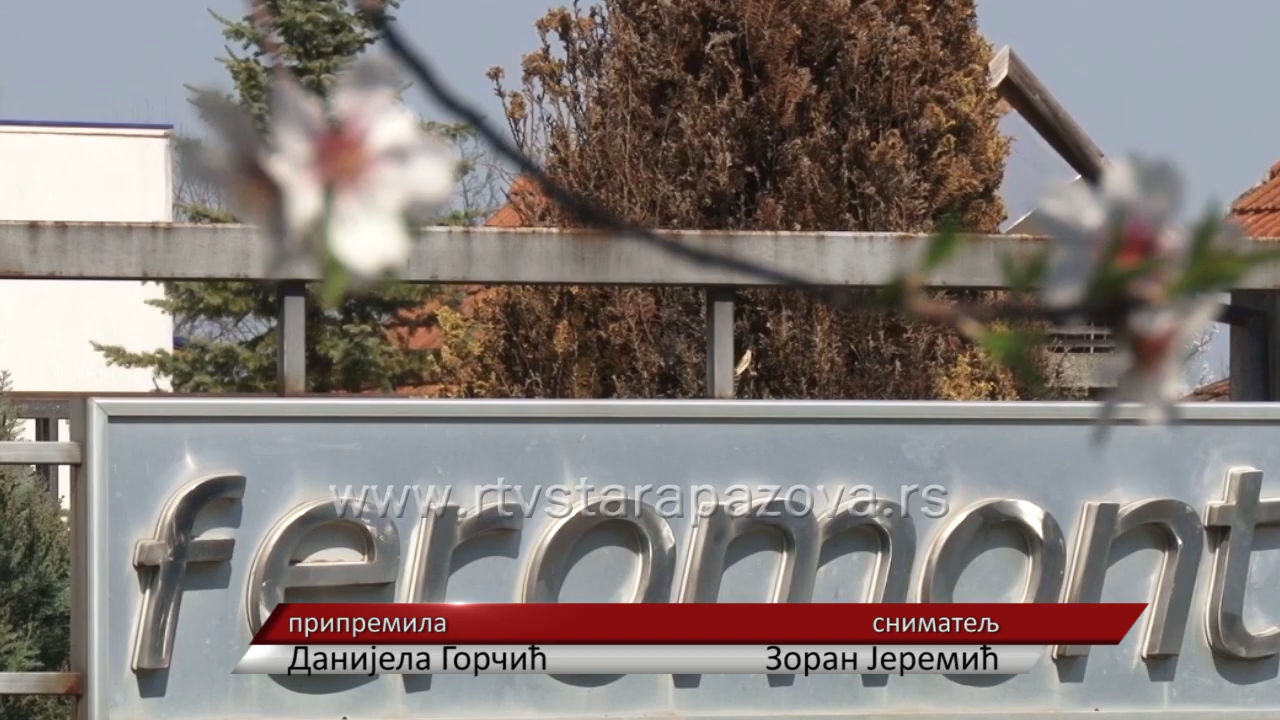 www.rtvstarapazova.rs
feromont
припремила сниматељ
Данијела Горчић Зоран Јеремић